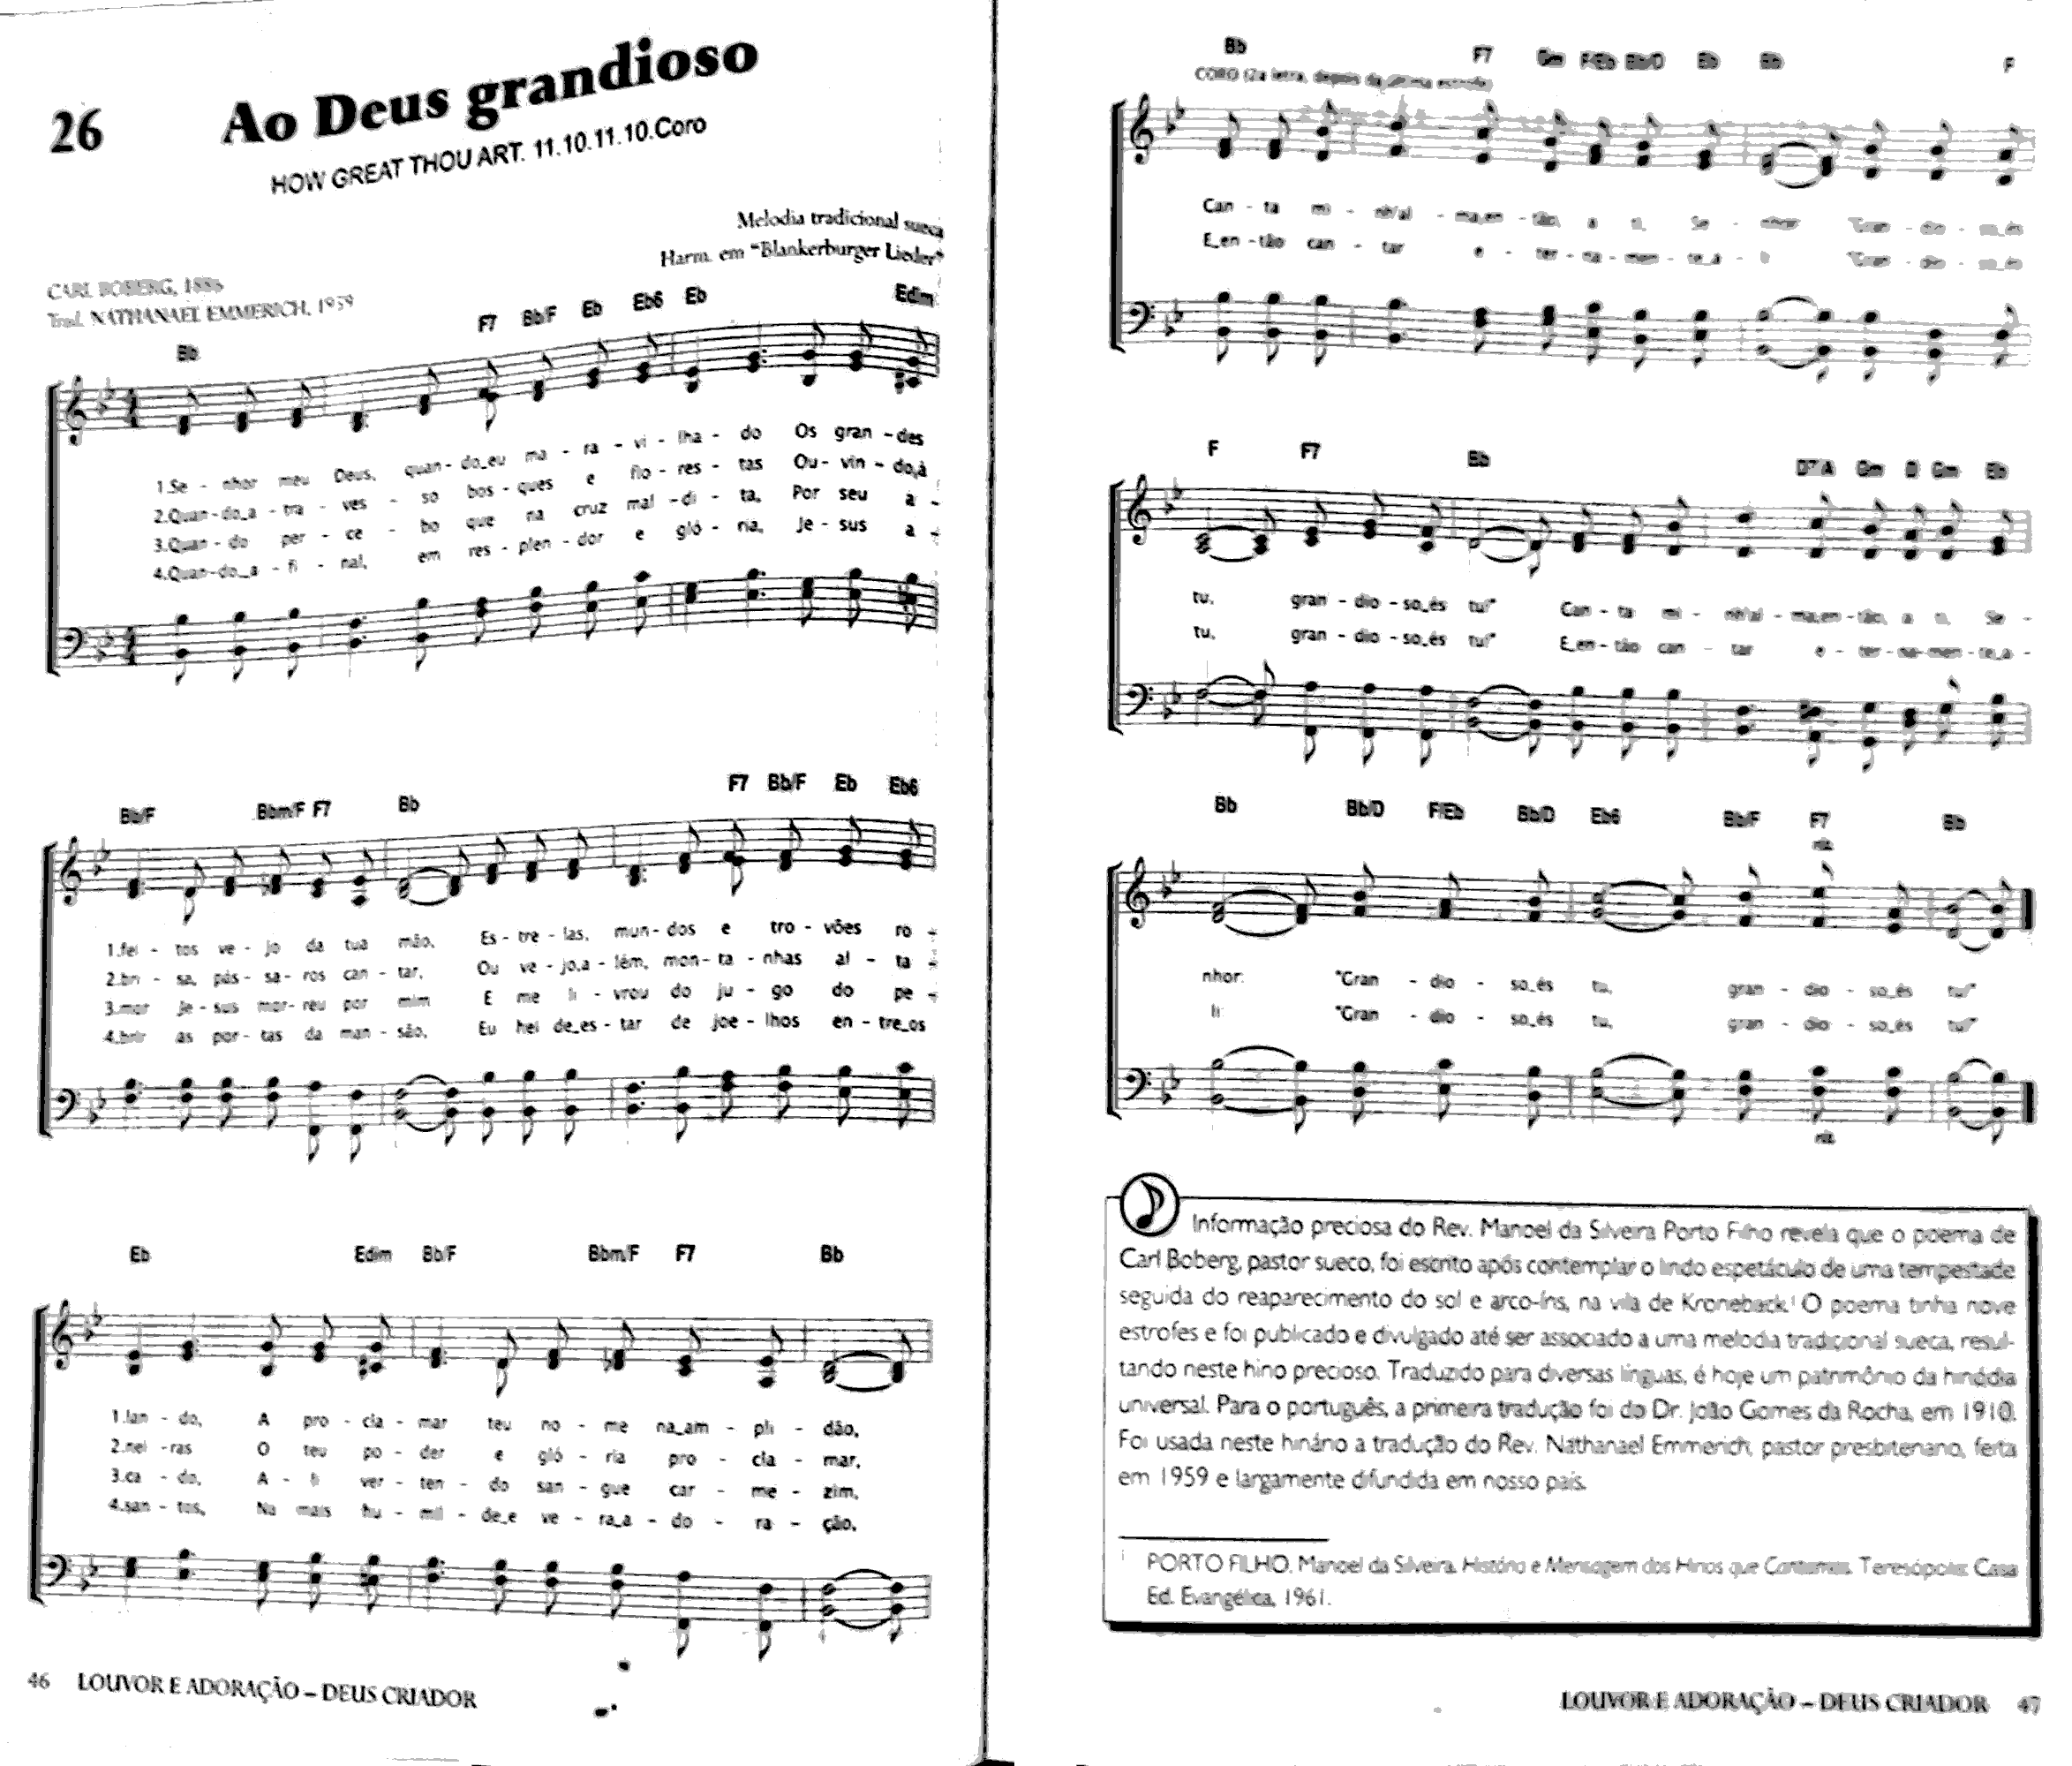 26
Ao Deus grandioso
HOW GREAT THOU ART. 11.10.11.10.Coro
Melodia tradicional sueca
Harm. em "Blankerburger Lieder"
CARL BOBERG, 1886
Trad. NATHANAEL EMMERICH, 1959
Bb F7 Bb/F Eb Eb6 Eb Edim
1.Se - nhor meu Deus, quan - do_eu ma - ra - vi - lha - do Os gran - des
2.Quan - do_a - tra - ves - so bos - ques e flo - res - tas Ou - vin - do,à
3.Quan - do per - ce - bo que na cruz mal - di - ta, Por seu a -
4.Quan - do_a - fi - nal, em res - plen - dor e gló - ria, Je - sus a -
Bb/F Bbm/F F7 Bb F7 Bb/F Eb Eb6
1.fei - tos ve - jo da tua mão, Es - tre - las, mun - dos e tro - vões ro -
2.bri - sa, pás - sa - ros can - tar, Ou ve - jo,a - lém, mon - ta - nhas al - ta -
3.mor Je - sus mor - reu por mim E me li - vrou do ju - go do pe -
4.brir as por - tas da man - são, Eu hei de_es - tar de joe - lhos en - tre_os
Eb Edim Bb/F Bbm/F F7 Bb
1.lan - do, A pro - cla - mar teu no - me na_am - pli - dão,
2.nei - ras O teu po - der e gló - ria pro - cla - mar,
3.ca - do, A - li ver - ten - do san - gue car - me - zim,
4.san - tos, Na mais hu - mil - de_e ve - ra_a - do - ra - ção,
46 LOUVOR E ADORAÇÃO – DEUS CRIADOR
Bb F7 Gm F/Eb Bb/D Eb Bb F
CORO (2a letra, depois da última estrofe)
Can - ta mi - nh'al - ma,en - tão, a ti, Se - nhor "Gran - dio - so_és
E_en - tão can - tar e - ter - na - men - te_a - li "Gran - dio - so_és
F F7 Bb D7/A Gm D Gm Eb
tu, gran - dio - so_és tu!" Can - ta mi - nh'al - ma,en - tão, a ti, Se -
tu, gran - dio - so_és tu!" E_en - tão can - tar e - ter - na - men - te_a -
Bb Bb/D F/Eb Bb/D Eb6 Bb/F F7 Bb
nhor: "Gran - dio - so_és tu, gran - dio - so_és tu!"
li: "Gran - dio - so_és tu, gran - dio - so_és tu!"
Informação preciosa do Rev. Manoel da Silveira Porto Filho revela que o poema de
Carl Boberg, pastor sueco, foi escrito após contemplar o lindo espetáculo de uma tempestade
seguida do reaparecimento do sol e arco-íris, na vila de Kroneback.¹ O poema tinha nove
estrofes e foi publicado e divulgado até ser associado a uma melodia tradicional sueca, resul-
tando neste hino precioso. Traduzido para diversas línguas, é hoje um patrimônio da hinódia
universal. Para o português, a primeira tradução foi do Dr. João Gomes da Rocha, em 1910.
Foi usada neste hinário a tradução do Rev. Nathanael Emmerich, pastor presbiteriano, feita
em 1959 e largamente difundida em nosso país.
¹ PORTO FILHO, Manoel da Silveira. História e Mensagem dos Hinos que Cantamos. Teresópolis: Casa
Ed. Evangélica, 1961.
LOUVOR E ADORAÇÃO – DEUS CRIADOR 47